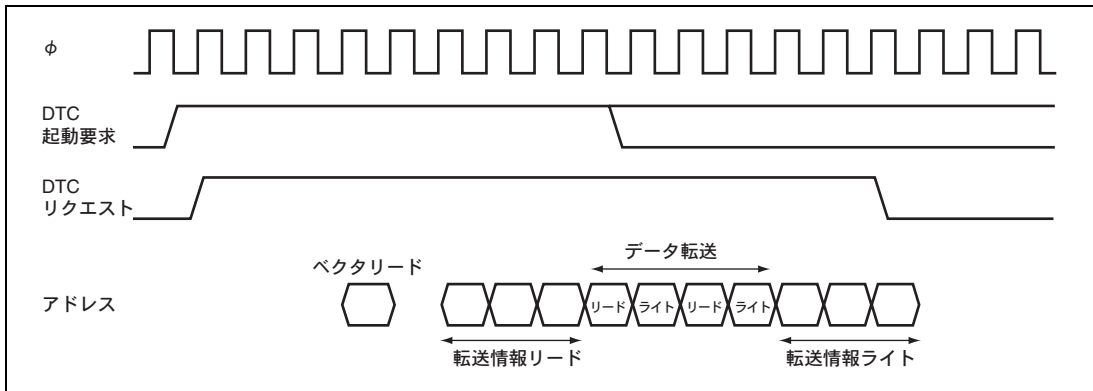 φ
DTC
起動要求
DTC
リクエスト
データ転送
ベクタリード
アドレス
リード ライト リード ライト
転送情報リード 転送情報ライト